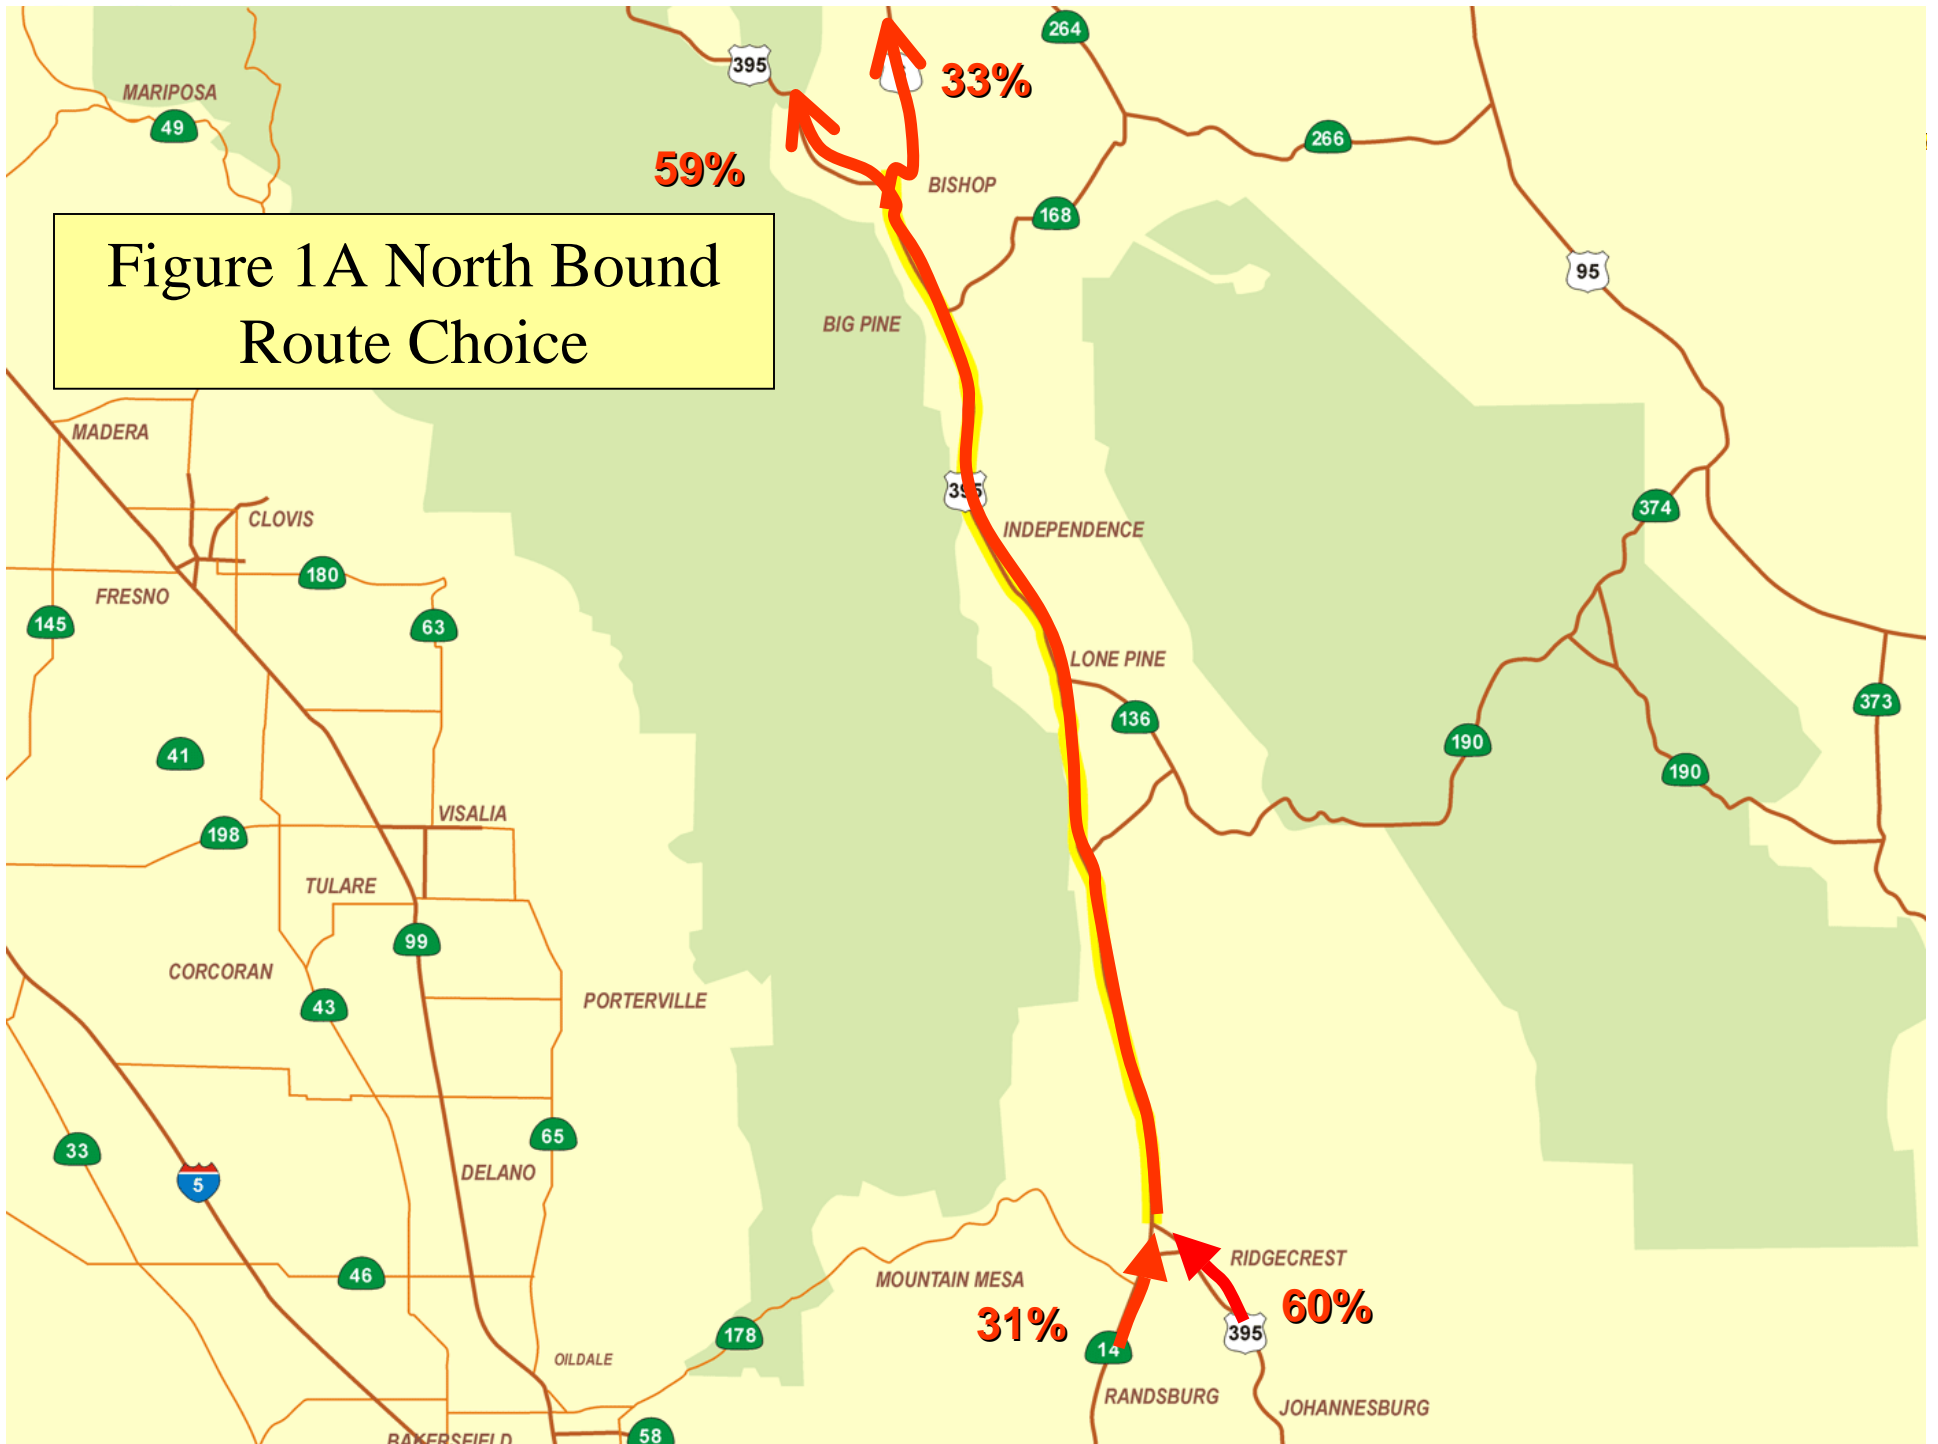 264
395
33%
MARIPOSA
49
266
59%
BISHOP
168
Figure 1A North Bound
Route Choice
95
BIG PINE
MADERA
395
374
CLOVIS
INDEPENDENCE
180
FRESNO
145
63
LONE PINE
373
136
41
190
190
VISALIA
198
TULARE
99
CORCORAN
43
PORTERVILLE
65
33
DELANO
5
RIDGECREST
46
MOUNTAIN MESA
60%
31%
178
395
14
OILDALE
RANDSBURG
JOHANNESBURG
58
BAKERSFIELD